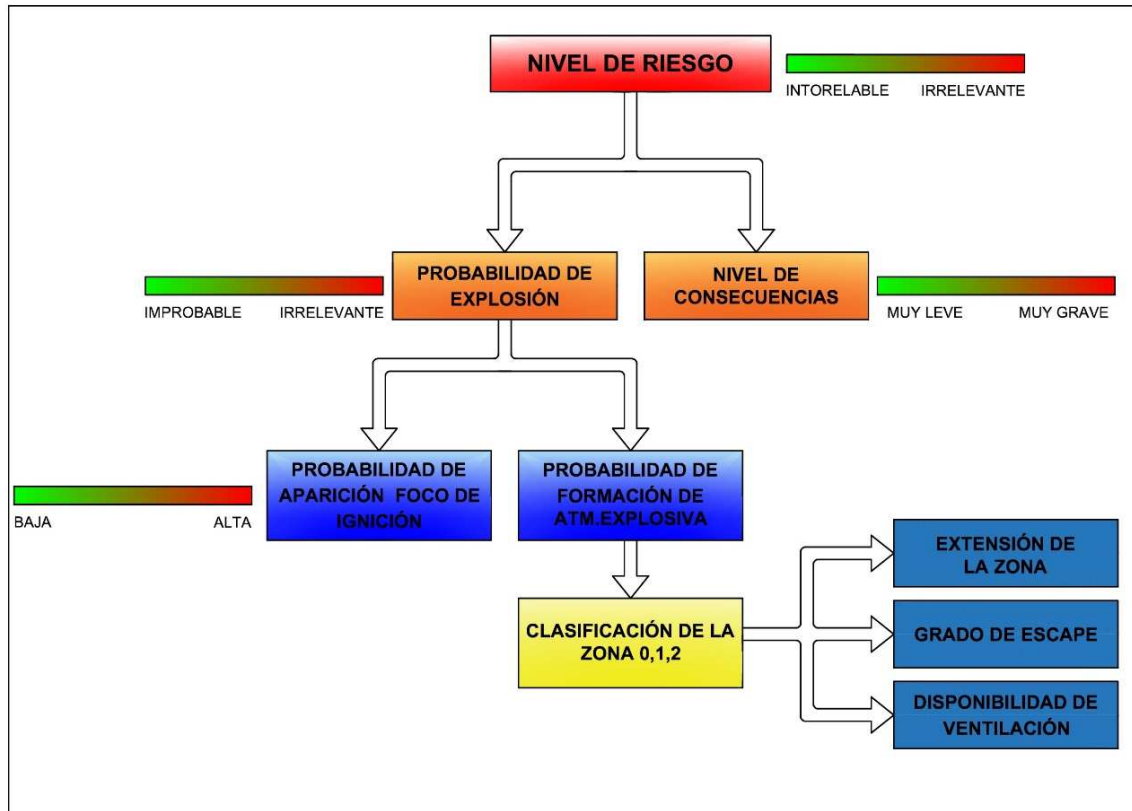 NIVEL DE RIESGO
INTORELABLE
IRRELEVANTE
PROBABILIDAD DE
EXPLOSIÓN
NIVEL DE
CONSECUENCIAS
IMPROBABLE
IRRELEVANTE
MUY LEVE
MUY GRAVE
PROBABILIDAD DE
APARICIÓN FOCO DE
IGNICIÓN
PROBABILIDAD DE
FORMACIÓN DE
ATM.EXPLOSIVA
BAJA
ALTA
EXTENSIÓN DE
LA ZONA
CLASIFICACIÓN DE LA
ZONA 0,1,2
GRADO DE ESCAPE
DISPONIBILIDAD DE
VENTILACIÓN